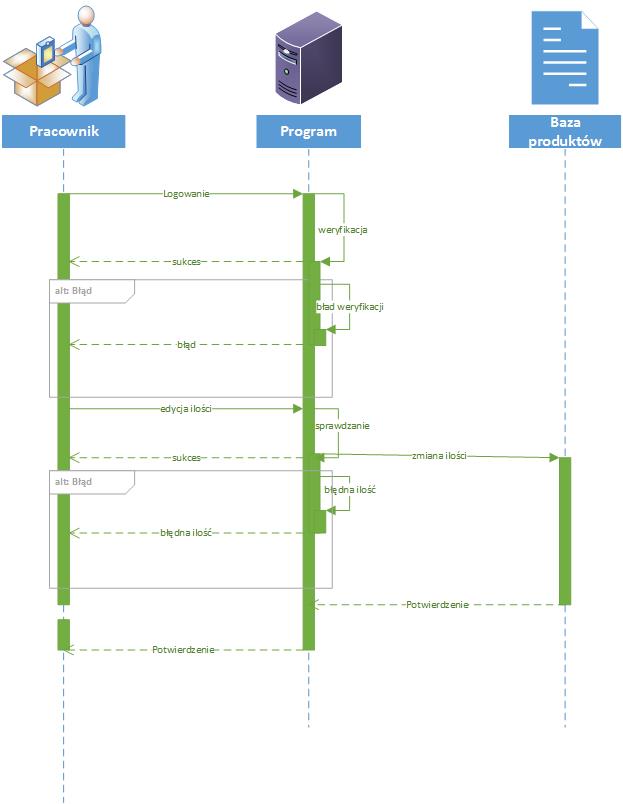 Pracownik
Program
Baza
produktów
Logowanie
weryfikacja
sukces
alt: Błąd
bład weryfikacji
błąd
edycja ilości
sprawdzanie
zmiana ilości
sukces
alt: Błąd
błędna ilość
błędna ilość
Potwierdzenie
Potwierdzenie